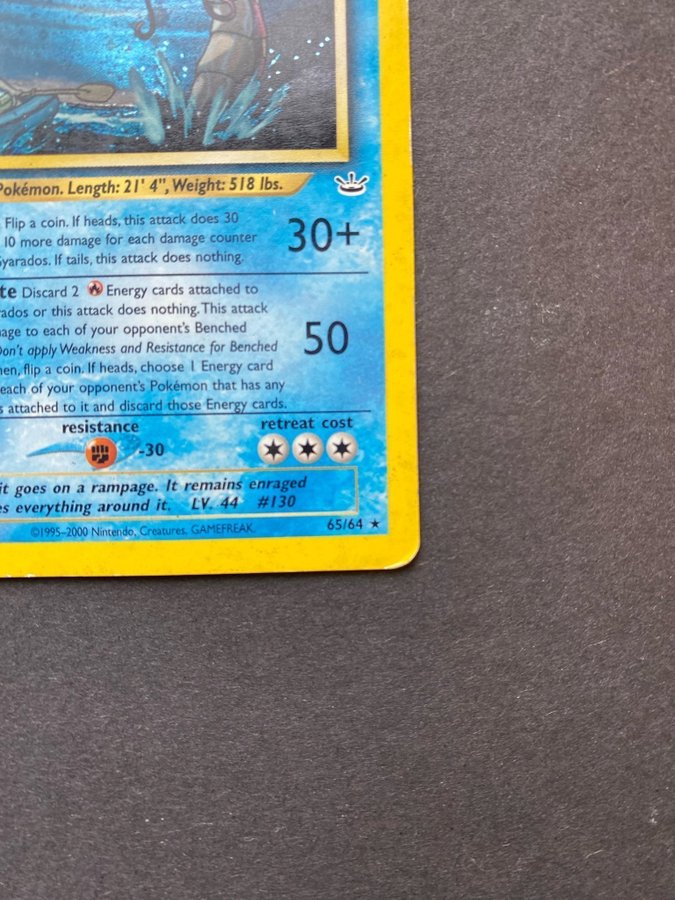 Pokémon. Length: 21' 4", Weight: 518 lbs.
Flip a coin. If heads, this attack does 30
10 more damage for each damage counter
yarados. If tails, this attack does nothing.
30+
te Discard 2 Energy cards attached to
ados or this attack does nothing. This attack
age to each of your opponent's Benched
Don't apply Weakness and Resistance for Benched
en, flip a coin. If heads, choose 1 Energy card
each of your opponent's Pokémon that has any
s attached to it and discard those Energy cards.
50
resistance
retreat cost
-30
it goes on a rampage. It remains enraged
s everything around it. LV. 44 #130
©1995-2000 Nintendo, Creatures, GAMEFREAK.
65/64 ★